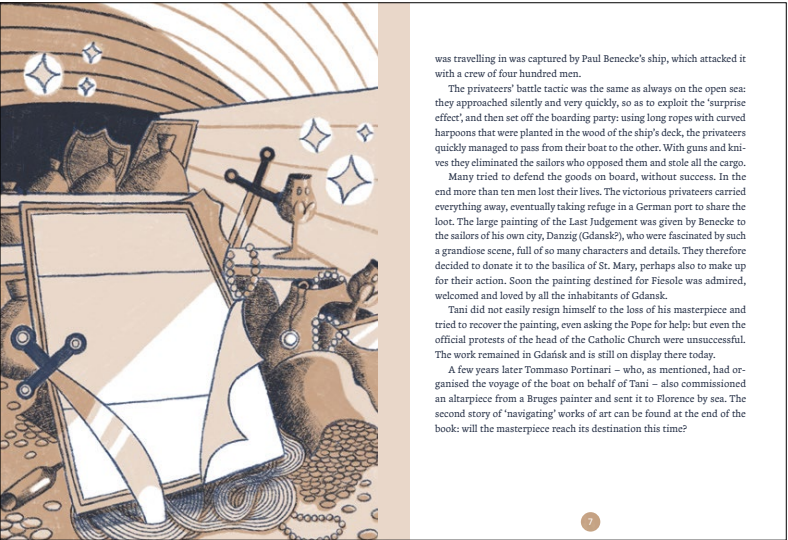 was travelling in was captured by Paul Benecke's ship, which attacked it
with a crew of four hundred men.
The privateers' battle tactic was the same as always on the open sea:
they approached silently and very quickly, so as to exploit the 'surprise
effect', and then set off the boarding party: using long ropes with curved
harpoons that were planted in the wood of the ship's deck, the privateers
quickly managed to pass from their boat to the other. With guns and kni-
ves they eliminated the sailors who opposed them and stole all the cargo.
Many tried to defend the goods on board, without success. In the
end more than ten men lost their lives. The victorious privateers carried
everything away, eventually taking refuge in a German port to share the
loot. The large painting of the Last Judgement was given by Benecke to
the sailors of his own city, Danzig (Gdansk?), who were fascinated by such
a grandiose scene, full of so many characters and details. They therefore
decided to donate it to the basilica of St. Mary, perhaps also to make up
for their action. Soon the painting destined for Fiesole was admired,
welcomed and loved by all the inhabitants of Gdansk.
Tani did not easily resign himself to the loss of his masterpiece and
tried to recover the painting, even asking the Pope for help: but even the
official protests of the head of the Catholic Church were unsuccessful.
The work remained in Gdańsk and is still on display there today.
A few years later Tommaso Portinari – who, as mentioned, had or-
ganised the voyage of the boat on behalf of Tani – also commissioned
an altarpiece from a Bruges painter and sent it to Florence by sea. The
second story of 'navigating' works of art can be found at the end of the
book: will the masterpiece reach its destination this time?
7